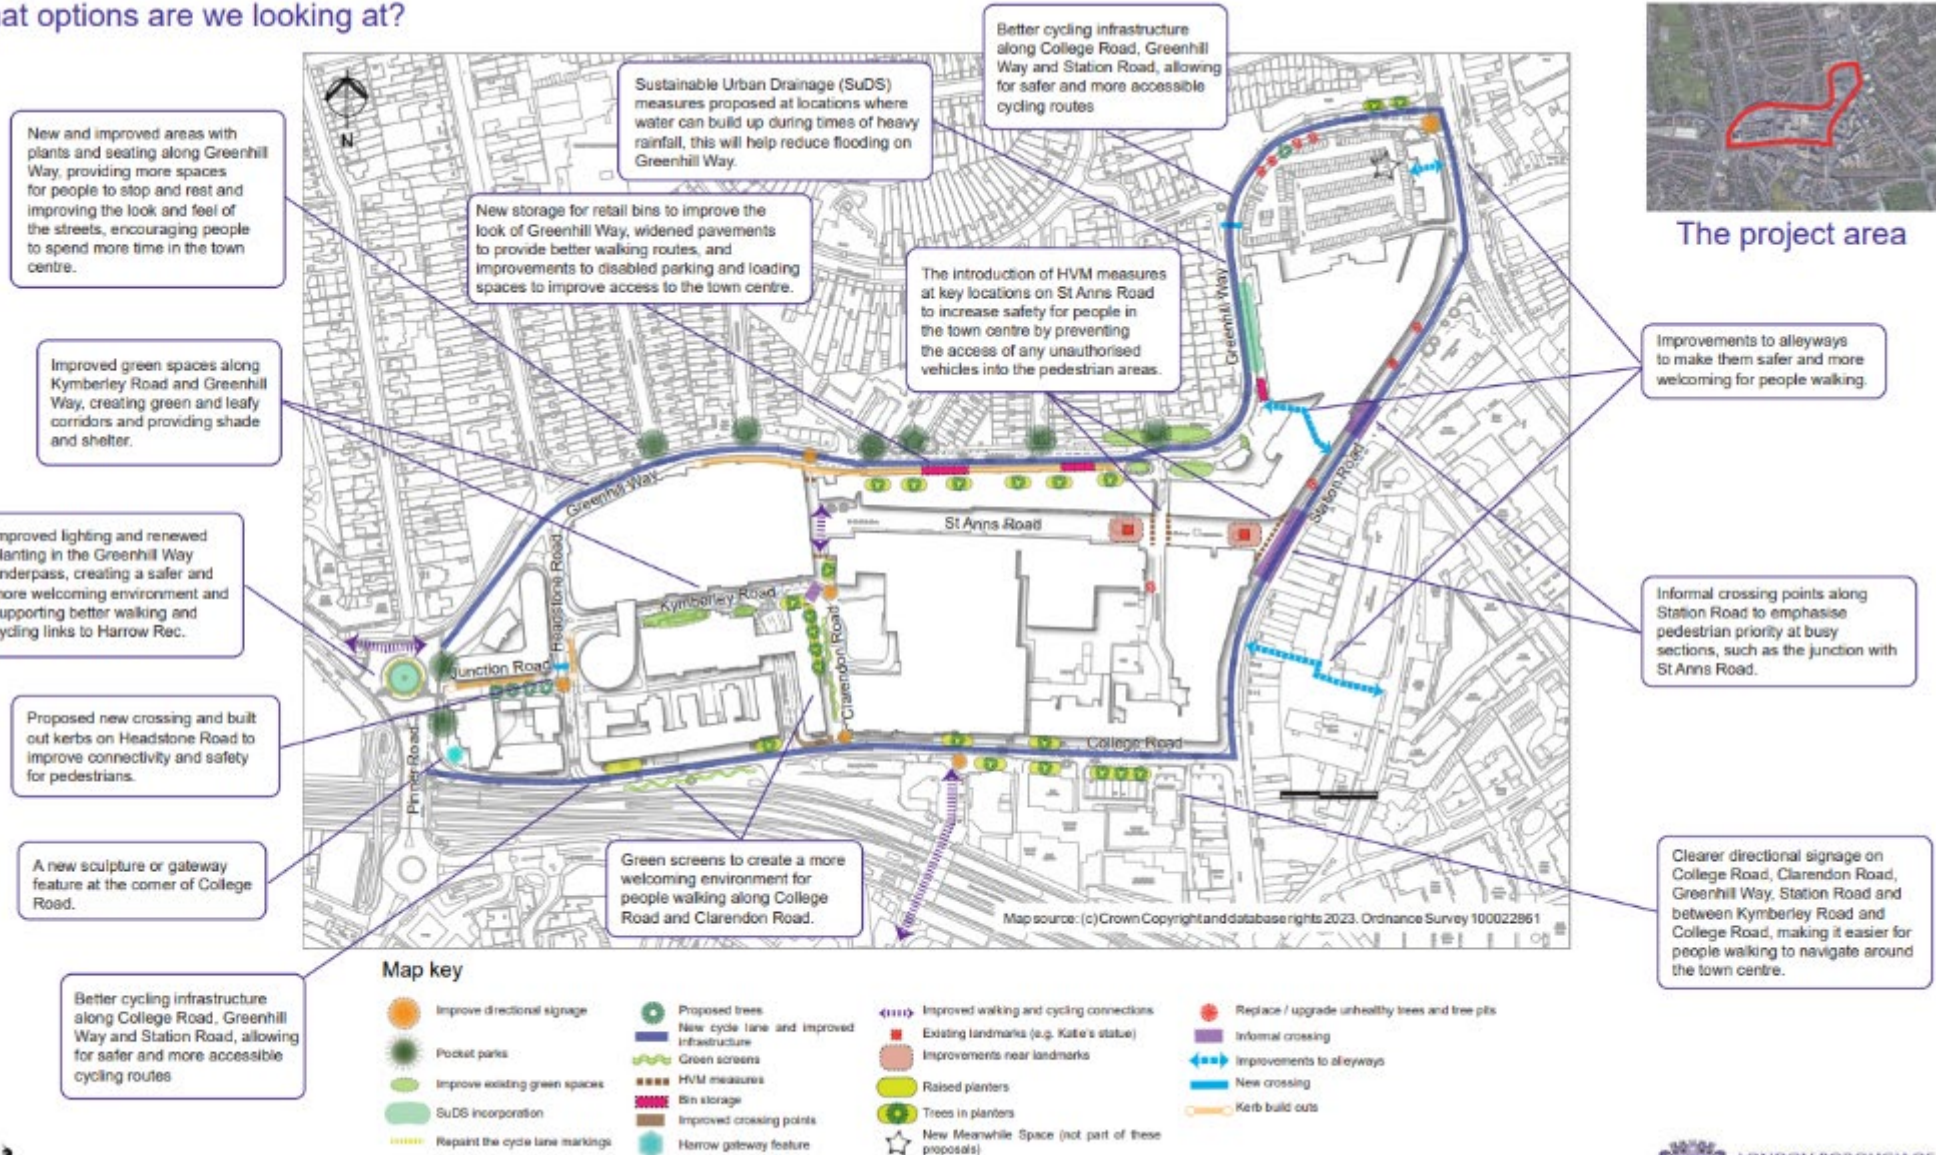 at options are we looking at?
Better cycling infrastructure
along College Road, Greenhill
Way and Station Road, allowing
for safer and more accessible
cycling routes
Sustainable Urban Drainage (SuDS)
measures proposed at locations where
water can build up during times of heavy
rainfall, this will help reduce flooding on
Greenhill Way.
New and improved areas with
plants and seating along Greenhill
Way, providing more spaces
for people to stop and rest and
improving the look and feel of
the streets, encouraging people
to spend more time in the town
centre.
New storage for retail bins to improve the
look of Greenhill Way, widened pavements
to provide better walking routes, and
improvements to disabled parking and loading
spaces to improve access to the town centre.
The introduction of HVM measures
at key locations on St Anns Road
to increase safety for people in
the town centre by preventing
the access of any unauthorised
vehicles into the pedestrian areas.
The project area
Improvements to alleyways
to make them safer and more
welcoming for people walking.
Improved green spaces along
Kymberley Road and Greenhill
Way, creating green and leafy
corridors and providing shade
and shelter.
mproved lighting and renewed
lanting in the Greenhill Way
nderpass, creating a safer and
ore welcoming environment and
upporting better walking and
ycling links to Harrow Rec.
Informal crossing points along
Station Road to emphasise
pedestrian priority at busy
sections, such as the junction with
St Anns Road.
Proposed new crossing and built
out kerbs on Headstone Road to
improve connectivity and safety
for pedestrians.
A new sculpture or gateway
feature at the corner of College
Road.
Green screens to create a more
welcoming environment for
people walking along College
Road and Clarendon Road.
Clearer directional signage on
College Road, Clarendon Road,
Greenhill Way, Station Road and
between Kymberley Road and
College Road, making it easier for
people walking to navigate around
the town centre.
Better cycling infrastructure
along College Road, Greenhill
Way and Station Road, allowing
for safer and more accessible
cycling routes
N
Greenhill Way
Greenhill Way
Station Road
St Anns Road
Headstone Road
Kymberley Road
Clarendon Road
Junction Road
College Road
Pinner Road
Map source: (c) Crown Copyright and database rights 2023. Ordnance Survey 100022861
Map key
Improve directional signage
Pocket parks
Improve existing green spaces
SuDS incorporation
Repaint the cycle lane markings
Proposed trees
New cycle lane and improved
infrastructure
Green screens
HVM measures
Bin storage
Improved crossing points
Harrow gateway feature
Improved walking and cycling connections
Existing landmarks (e.g. Katie's statue)
Improvements near landmarks
Raised planters
Trees in planters
New Meanwhile Space (not part of these
proposals)
Replace / upgrade unhealthy trees and tree pits
Informal crossing
Improvements to alleyways
New crossing
Kerb build outs